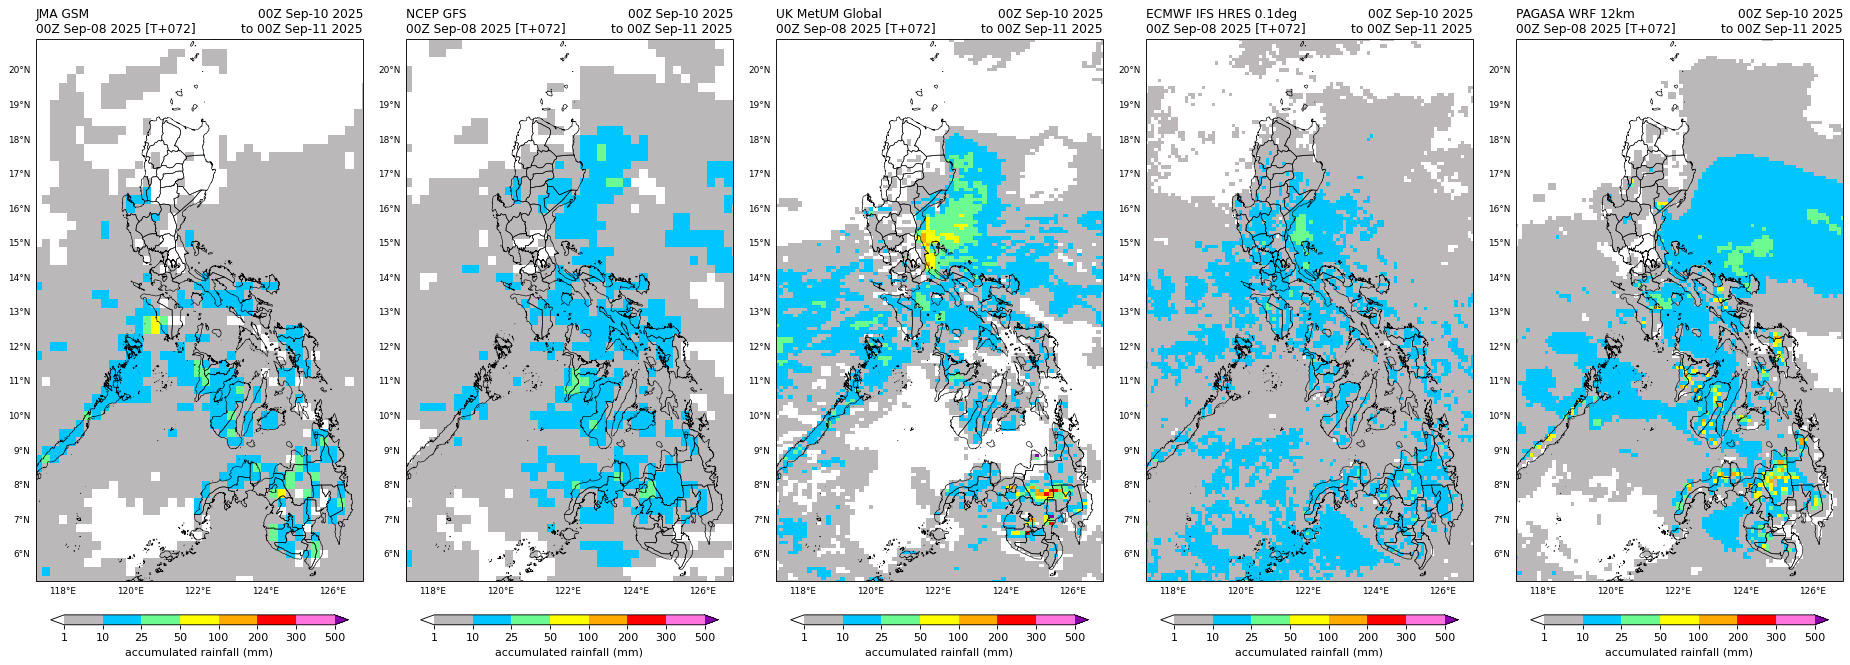 JMA GSM 00Z Sep-10 2025
00Z Sep-08 2025 [T+072] to 00Z Sep-11 2025
20°N
19°N
18°N
17°N
16°N
15°N
14°N
13°N
12°N
11°N
10°N
9°N
8°N
7°N
6°N
118°E 120°E 122°E 124°E 126°E
1 10 25 50 100 200 300 500
accumulated rainfall (mm)
NCEP GFS 00Z Sep-10 2025
00Z Sep-08 2025 [T+072] to 00Z Sep-11 2025
20°N
19°N
18°N
17°N
16°N
15°N
14°N
13°N
12°N
11°N
10°N
9°N
8°N
7°N
6°N
118°E 120°E 122°E 124°E 126°E
1 10 25 50 100 200 300 500
accumulated rainfall (mm)
UK MetUM Global 00Z Sep-10 2025
00Z Sep-08 2025 [T+072] to 00Z Sep-11 2025
20°N
19°N
18°N
17°N
16°N
15°N
14°N
13°N
12°N
11°N
10°N
9°N
8°N
7°N
6°N
118°E 120°E 122°E 124°E 126°E
1 10 25 50 100 200 300 500
accumulated rainfall (mm)
ECMWF IFS HRES 0.1deg 00Z Sep-10 2025
00Z Sep-08 2025 [T+072] to 00Z Sep-11 2025
20°N
19°N
18°N
17°N
16°N
15°N
14°N
13°N
12°N
11°N
10°N
9°N
8°N
7°N
6°N
118°E 120°E 122°E 124°E 126°E
1 10 25 50 100 200 300 500
accumulated rainfall (mm)
PAGASA WRF 12km 00Z Sep-10 2025
00Z Sep-08 2025 [T+072] to 00Z Sep-11 2025
20°N
19°N
18°N
17°N
16°N
15°N
14°N
13°N
12°N
11°N
10°N
9°N
8°N
7°N
6°N
118°E 120°E 122°E 124°E 126°E
1 10 25 50 100 200 300 500
accumulated rainfall (mm)